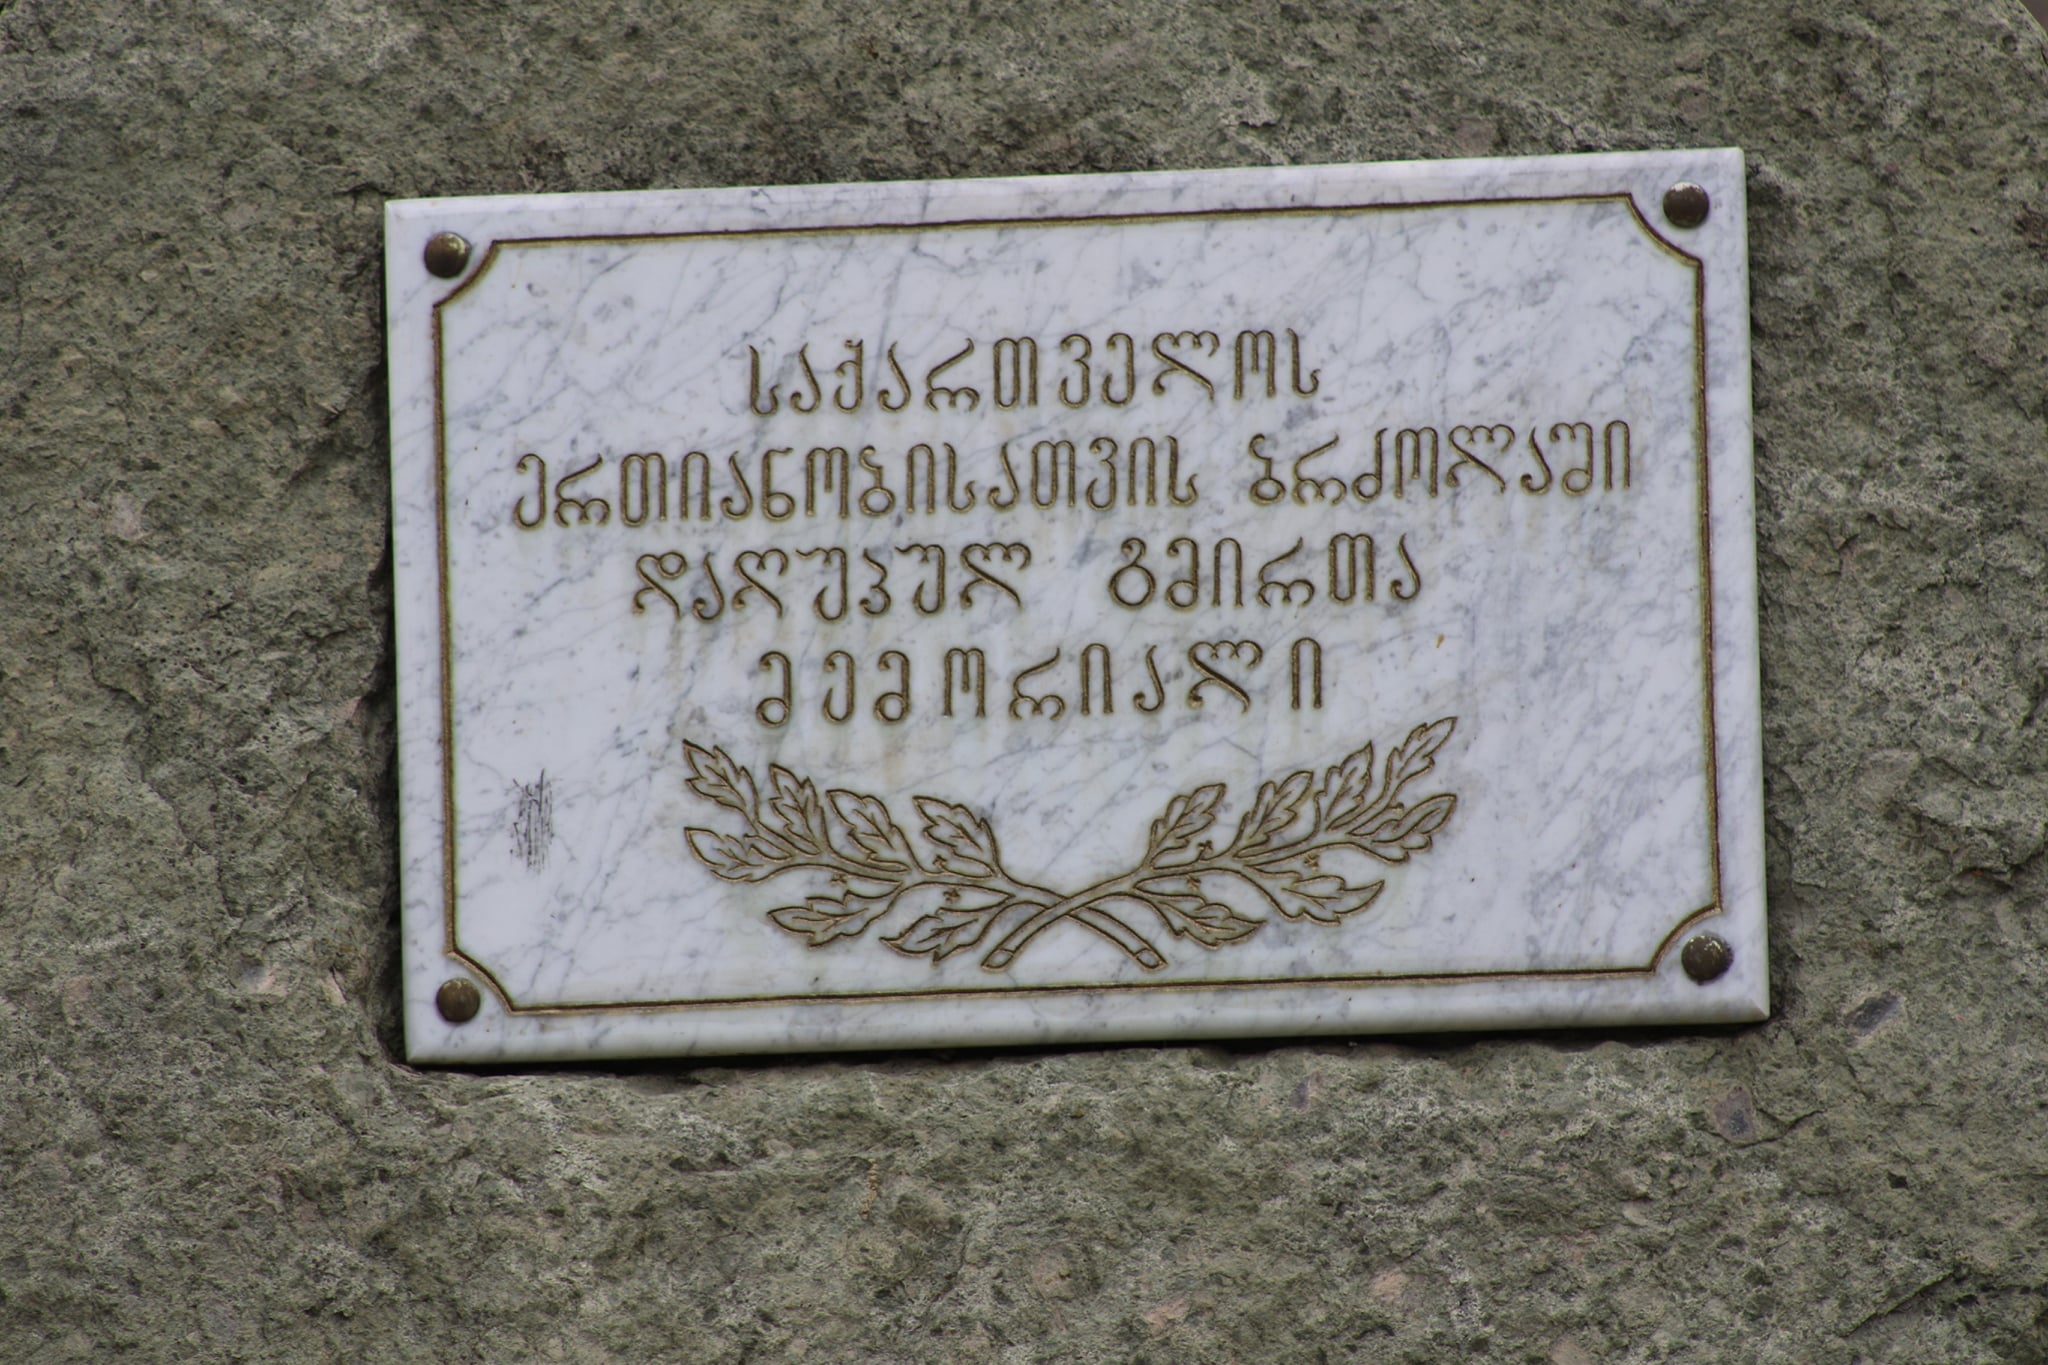 საქართველოს
ერთიანობისათვის ბრძოლაში
დაღუპულ გმირთა
მემორიალი